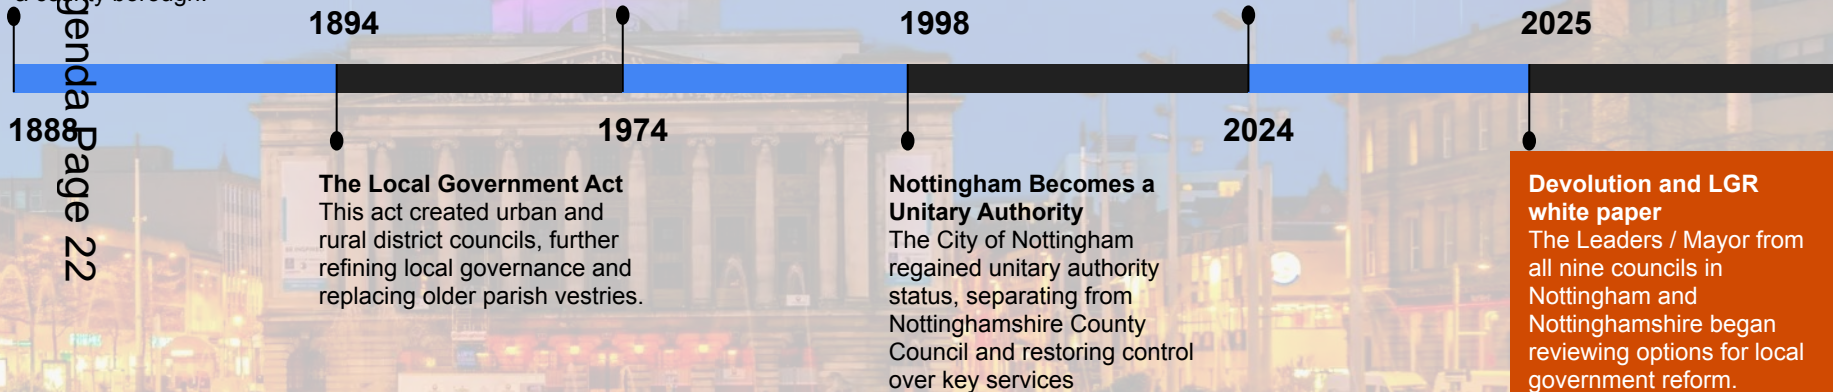 a county borough.
1894
1998
2025
1888
1974
2024
genda Page 22
The Local Government Act
This act created urban and
rural district councils, further
refining local governance and
replacing older parish vestries.
Nottingham Becomes a
Unitary Authority
The City of Nottingham
regained unitary authority
status, separating from
Nottinghamshire County
Council and restoring control
over key services
Devolution and LGR
white paper
The Leaders / Mayor from
all nine councils in
Nottingham and
Nottinghamshire began
reviewing options for local
government reform.